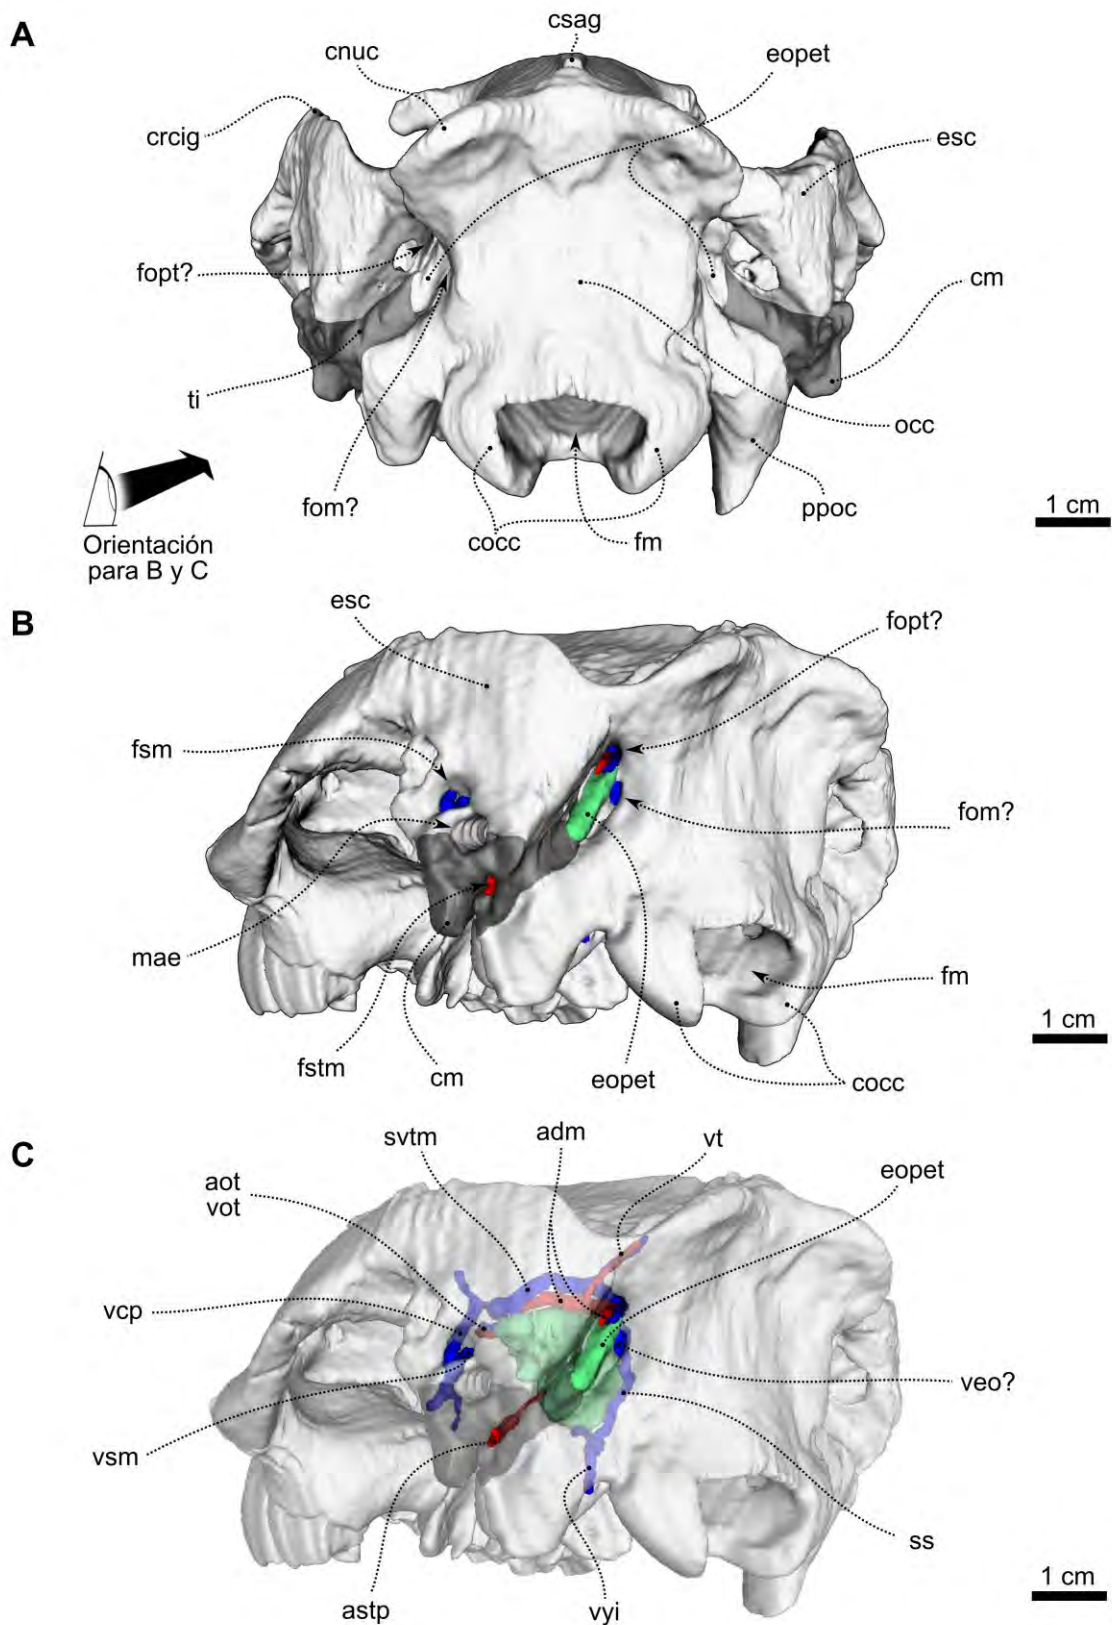 A
csag
cnuc
eopet
crcig
esc
fopt?
cm
ti
occ
fom?
ppoc
cocc
fm
1 cm
Orientación
para B y C
B
esc
fopt?
fsm
fom?
mae
fm
fstm
cm
eopet
cocc
1 cm
C
svtm
adm
vt
aot
vot
eopet
vcp
veo?
vsm
ss
astp
vyi
1 cm